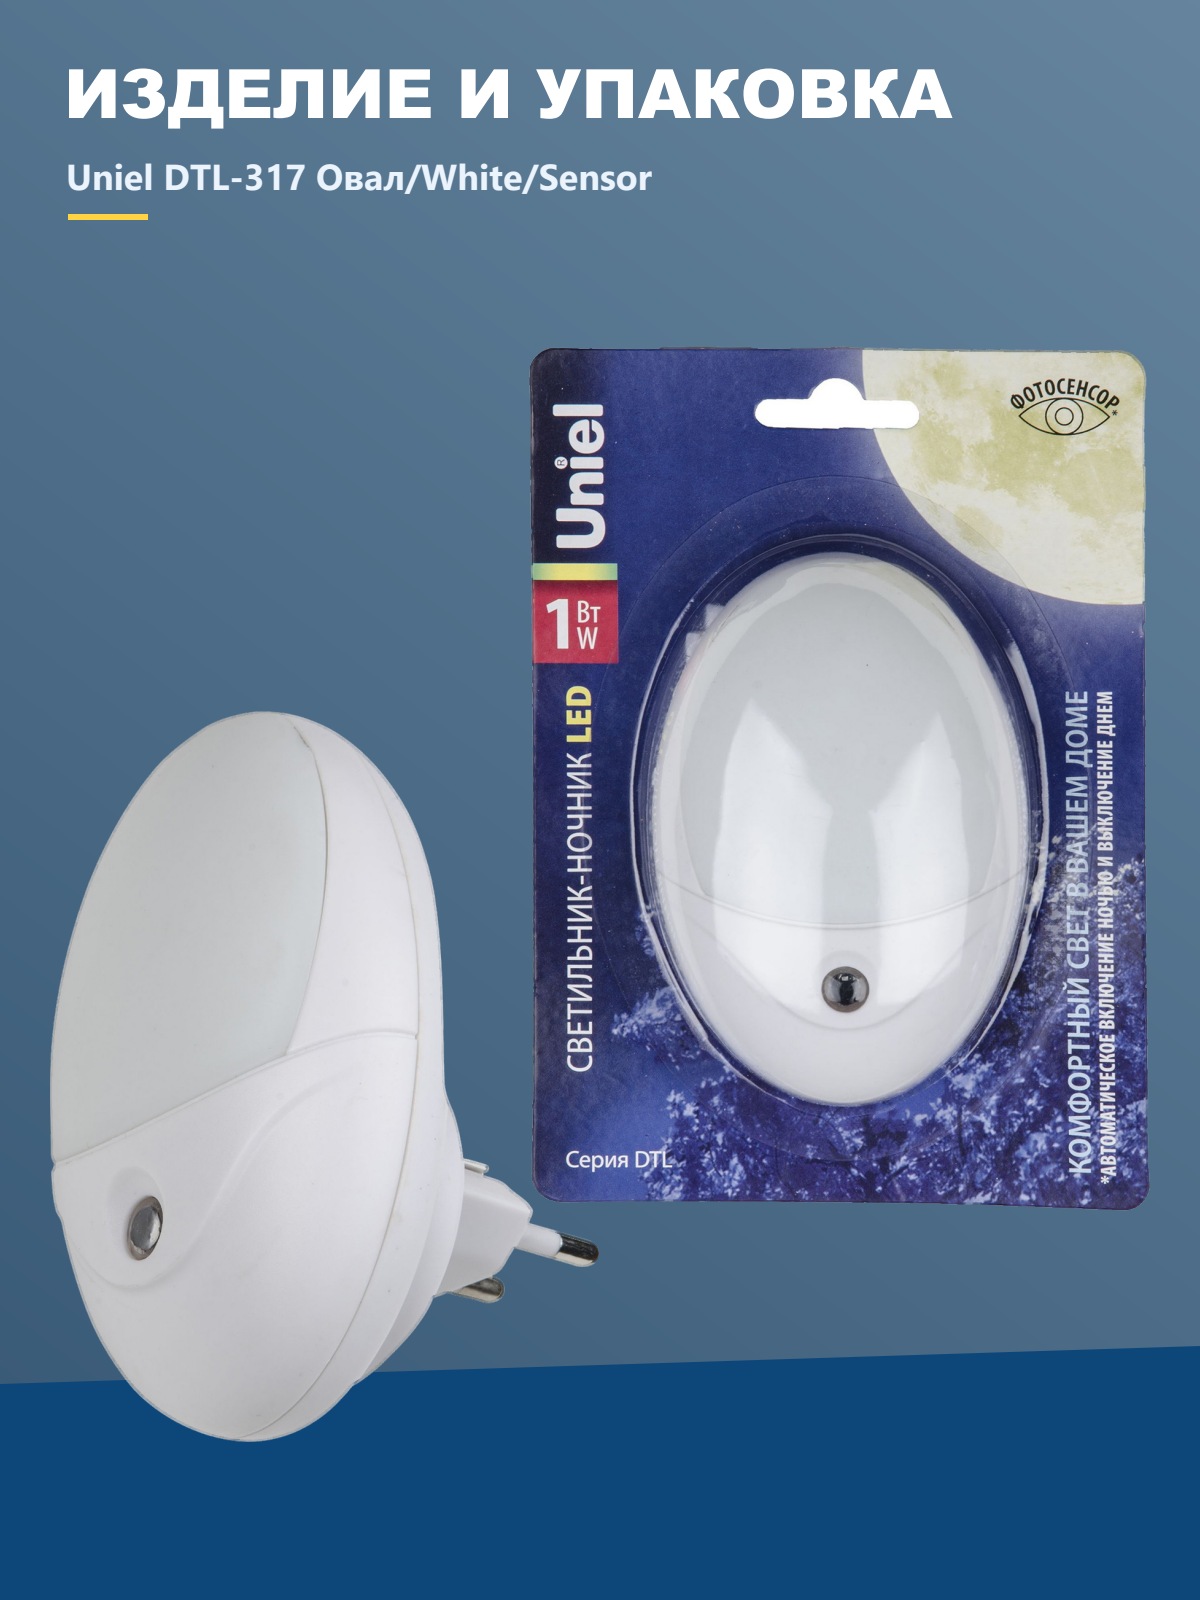 ИЗДЕЛИЕ И УПАКОВКА
Uniel DTL-317 Овал/White/Sensor
ФОТОСЕНСОР*
Uniel®
1 Вт W
СВЕТИЛЬНИК-НОЧНИК LED
Серия DTL
КОМФОРТНЫЙ СВЕТ В ВАШЕМ ДОМЕ
*АВТОМАТИЧЕСКОЕ ВКЛЮЧЕНИЕ НОЧЬЮ И ВЫКЛЮЧЕНИЕ ДНЕМ